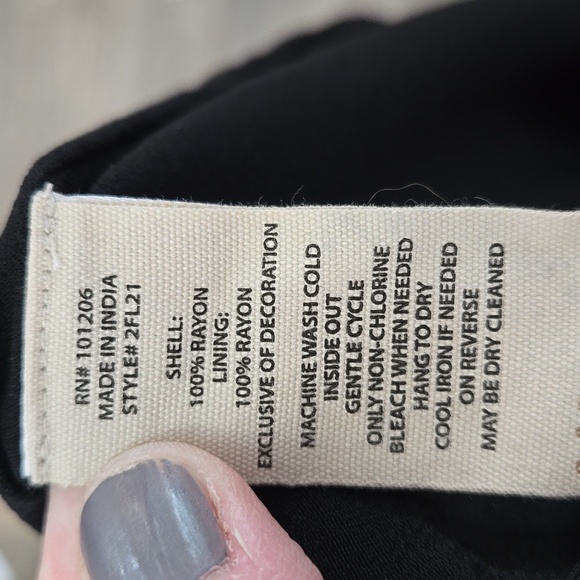 RN# 101206
MADE IN INDIA
STYLE# 2FL21
SHELL:
100% RAYON
LINING:
100% RAYON
EXCLUSIVE OF DECORATION
MACHINE WASH COLD
INSIDE OUT
GENTLE CYCLE
ONLY NON-CHLORINE
BLEACH WHEN NEEDED
HANG TO DRY
COOL IRON IF NEEDED
ON REVERSE
MAY BE DRY CLEANED